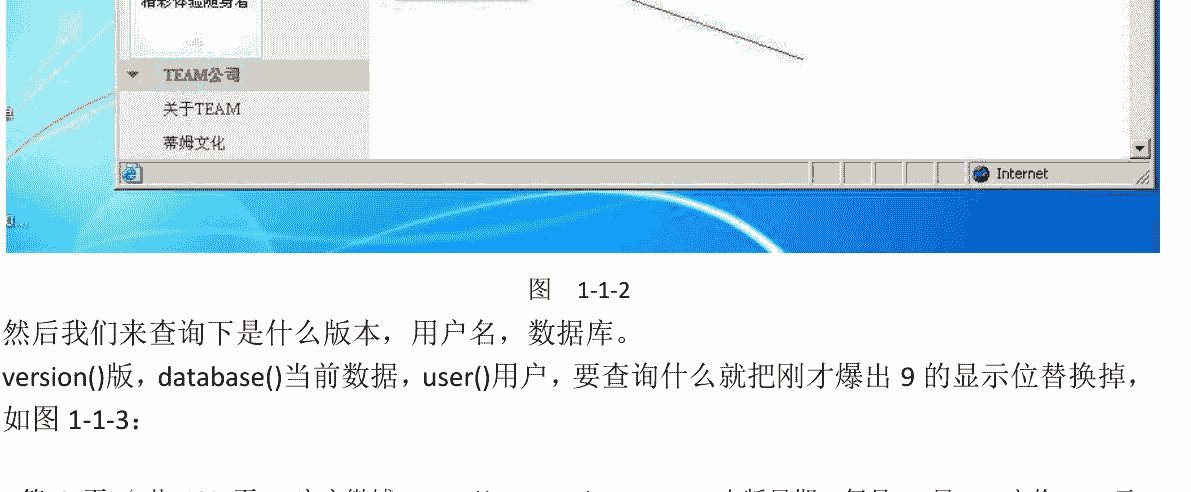 精彩体验随身看
TEAM公司
关于TEAM
蒂姆文化
Internet
图 1-1-2
然后我们来查询下是什么版本，用户名，数据库。
version()版，database()当前数据，user()用户，要查询什么就把刚才爆出 9 的显示位替换掉，
如图 1-1-3：